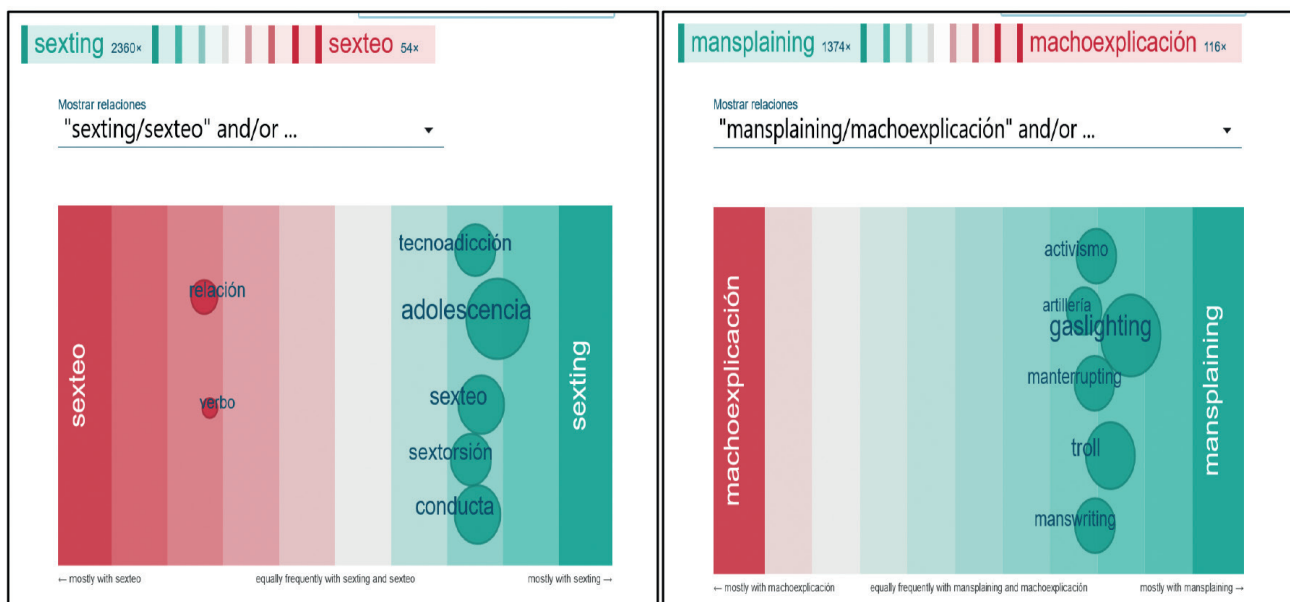 sexting 2360× sexteo 54×
Mostrar relaciones
"sexting/sexteo" and/or ...
tecnoadicción
relación
adolescencia
sexteo
verbo
sexteo
sexting
sextorsión
conducta
← mostly with sexteo equally frequently with sexting and sexteo mostly with sexting →
mansplaining 1374× machoexplicación 116×
Mostrar relaciones
"mansplaining/machoexplicación" and/or ...
activismo
artillería
gaslighting
machoexplicación
manterrupting
mansplaining
troll
manswriting
← mostly with machoexplicación equally frequently with mansplaining and machoexplicación mostly with mansplaining →